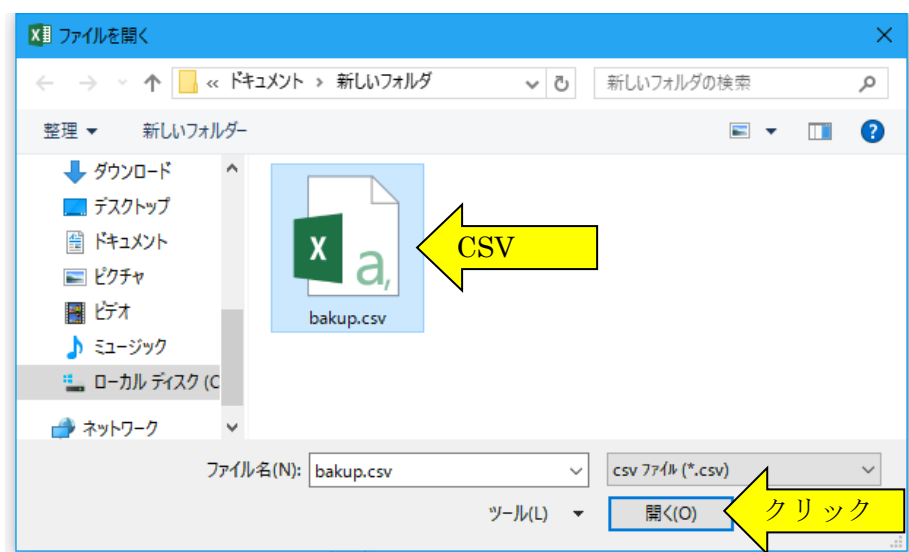 ファイルを開く
« ドキュメント › 新しいフォルダ
新しいフォルダの検索
整理
新しいフォルダー
ダウンロード
デスクトップ
ドキュメント
ピクチャ
ビデオ
ミュージック
ローカル ディスク (C
ネットワーク
X
a,
bakup.csv
CSV
ファイル名(N):
bakup.csv
csv ファイル (*.csv)
ツール(L)
開く(O)
クリック